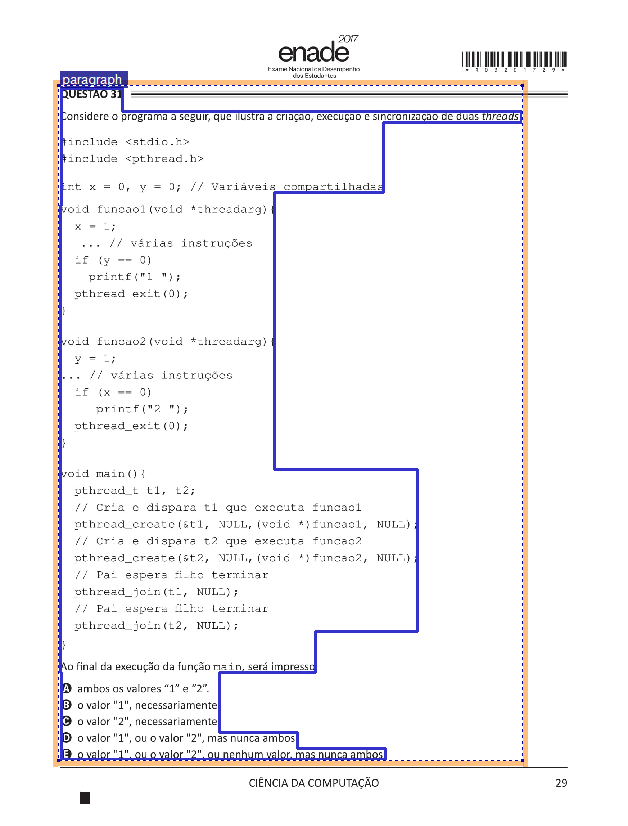 2017
enade
Exame Nacional de Desempenho
dos Estudantes
*R03201729*
paragraph
QUESTÃO 31
Considere o programa a seguir, que ilustra a criação, execução e sincronização de duas threads.
#include <stdio.h>
#include <pthread.h>
int x = 0, y = 0; // Variáveis compartilhadas
void funcao1(void *threadarg){
x = 1;
... // várias instruções
if (y == 0)
printf("1 ");
pthread_exit(0);
}
void funcao2(void *threadarg){
y = 1;
... // várias instruções
if (x == 0)
printf("2 ");
pthread_exit(0);
}
void main(){
pthread_t t1, t2;
// Cria e dispara t1 que executa funcao1
pthread_create(&t1, NULL,(void *)funcao1, NULL);
// Cria e dispara t2 que executa funcao2
pthread_create(&t2, NULL,(void *)funcao2, NULL);
// Pai espera filho terminar
pthread_join(t1, NULL);
// Pai espera filho terminar
pthread_join(t2, NULL);
}
Ao final da execução da função main, será impresso
A ambos os valores "1" e "2".
B o valor "1", necessariamente.
C o valor "2", necessariamente.
D o valor "1", ou o valor "2", mas nunca ambos.
E o valor "1", ou o valor "2", ou nenhum valor, mas nunca ambos.
CIÊNCIA DA COMPUTAÇÃO
29